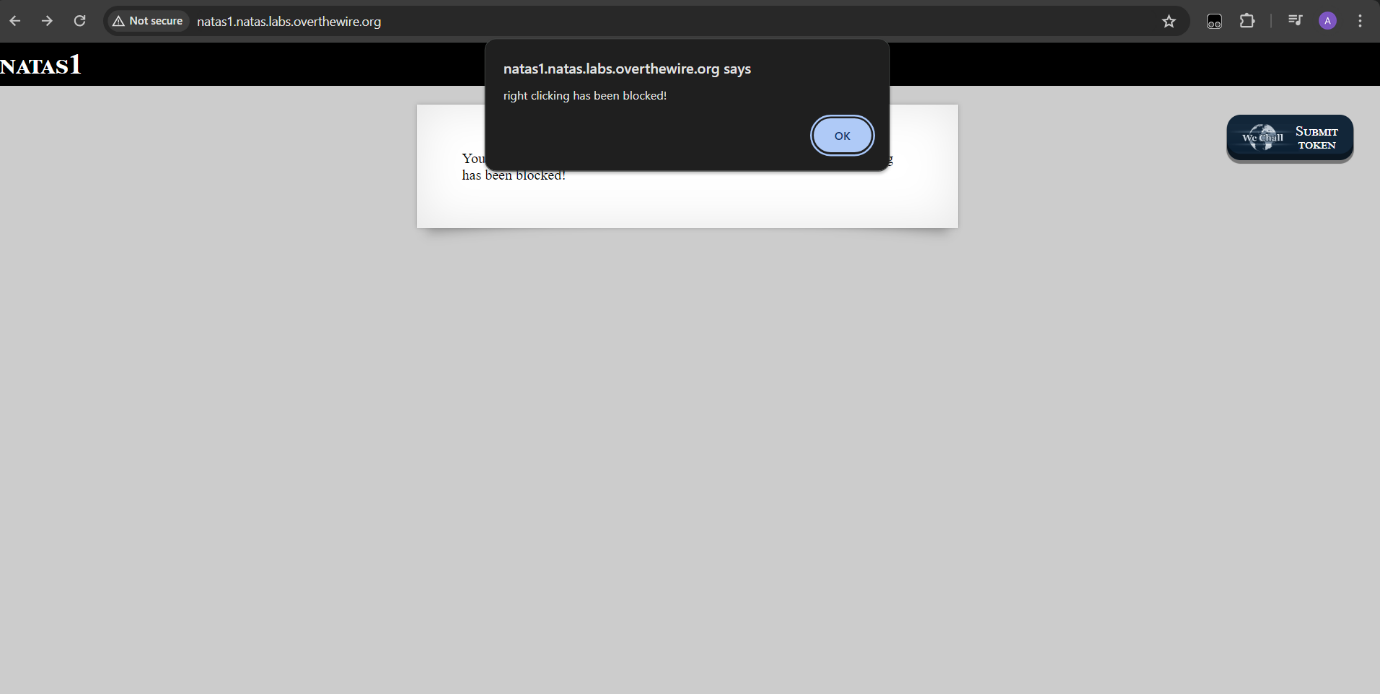 Not secure
natas1.natas.labs.overthewire.org
A
NATAS1
natas1.natas.labs.overthewire.org says
right clicking has been blocked!
OK
You
has been blocked!
We Chall
SUBMIT
TOKEN